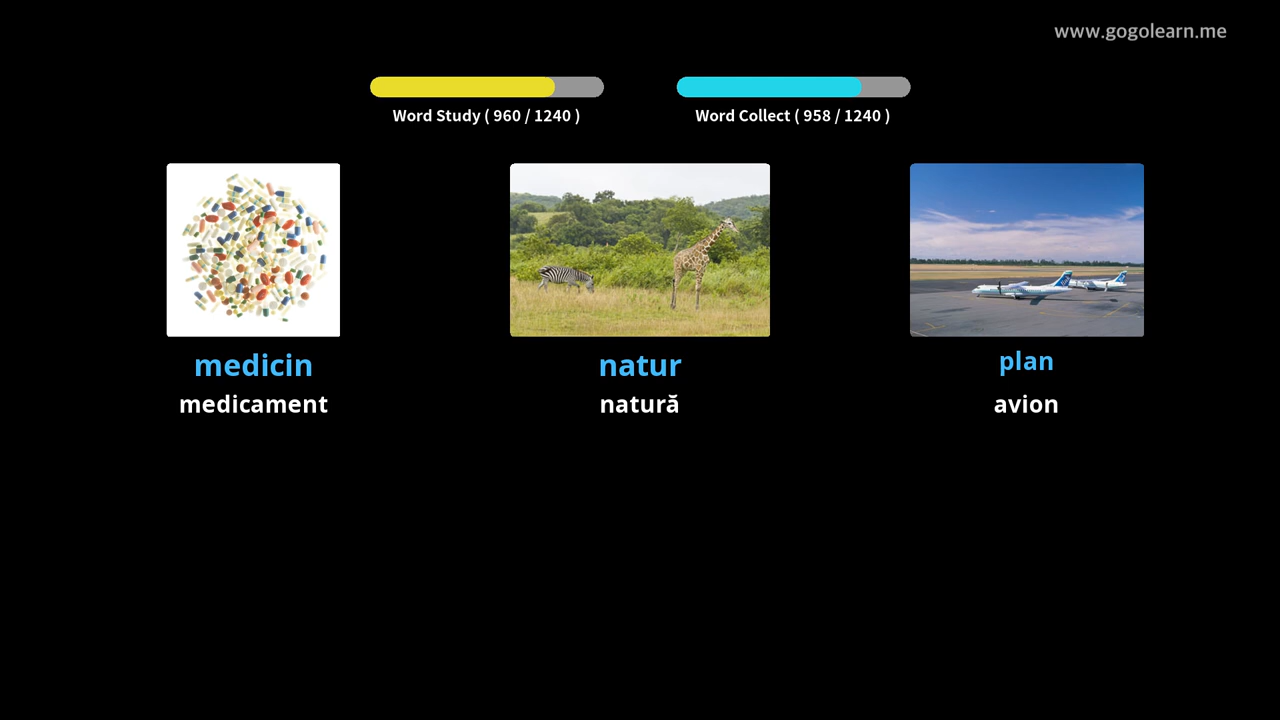 www.gogolearn.me
Word Study ( 960 / 1240 )
Word Collect ( 958 / 1240 )
medicin
natur
plan
medicament
natură
avion